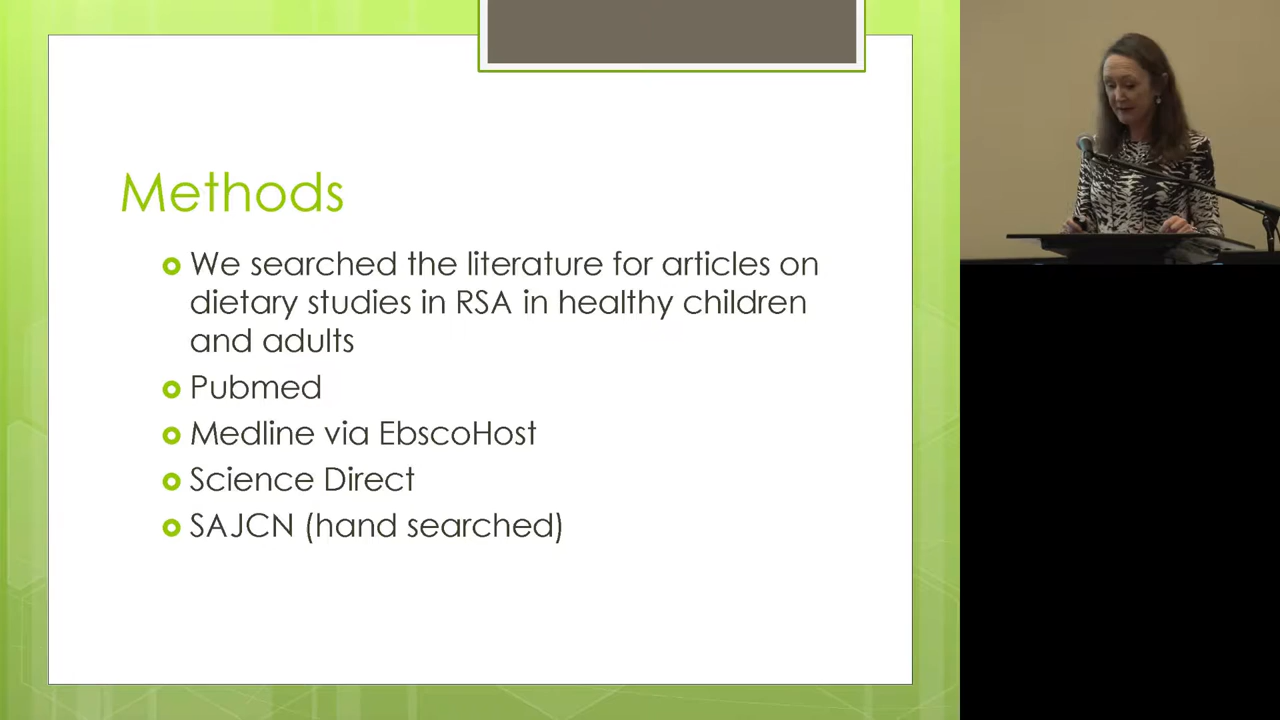 Methods
We searched the literature for articles on
dietary studies in RSA in healthy children
and adults
Pubmed
Medline via EbscoHost
Science Direct
SAJCN (hand searched)